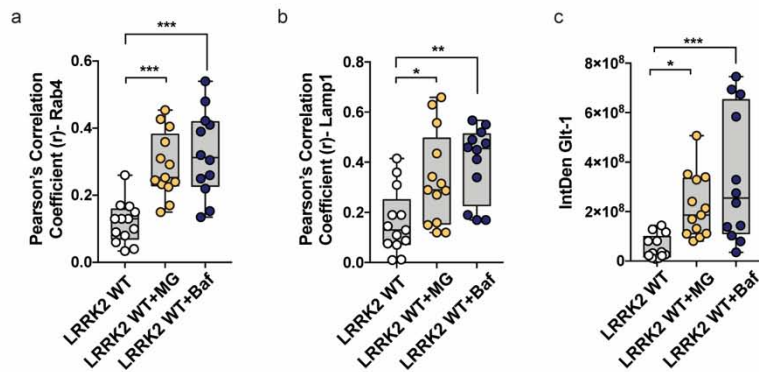 a
Pearson's Correlation
Coefficient (r)- Rab4
0.6
0.4
0.2
0.0
***
***
LRRK2 WT
LRRK2 WT+MG
LRRK2 WT+Baf
b
Pearson's Correlation
Coefficient (r)- Lamp1
0.8
0.6
0.4
0.2
0.0
**
*
LRRK2 WT
LRRK2 WT+MG
LRRK2 WT+Baf
c
IntDen Glt-1
8×10⁸
6×10⁸
4×10⁸
2×10⁸
0
***
*
LRRK2 WT
LRRK2 WT+MG
LRRK2 WT+Baf